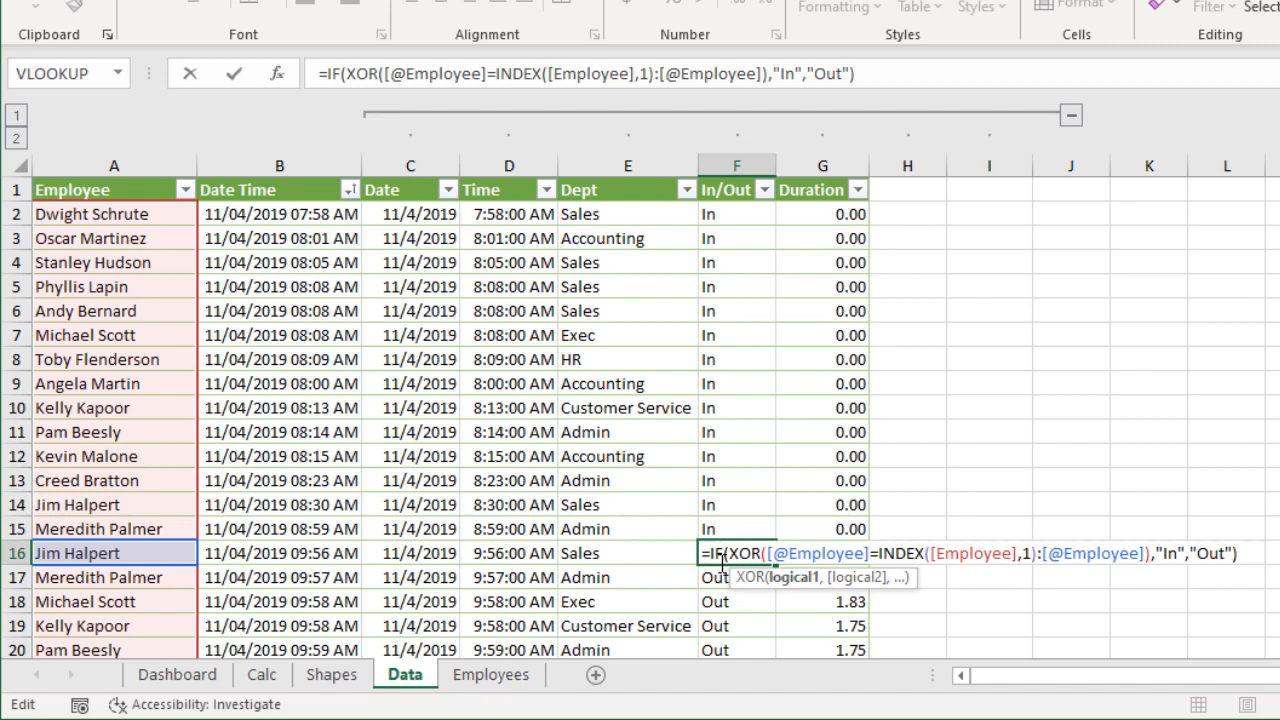 Formatting Table Styles Format Filter Select
Clipboard Font Alignment Number Styles Cells Editing
VLOOKUP fx =IF(XOR([@Employee]=INDEX([Employee],1):[@Employee]),"In","Out")
1
2
A B C D E F G H I J K L
1 Employee Date Time Date Time Dept In/Out Duration
2 Dwight Schrute 11/04/2019 07:58 AM 11/4/2019 7:58:00 AM Sales In 0.00
3 Oscar Martinez 11/04/2019 08:01 AM 11/4/2019 8:01:00 AM Accounting In 0.00
4 Stanley Hudson 11/04/2019 08:05 AM 11/4/2019 8:05:00 AM Sales In 0.00
5 Phyllis Lapin 11/04/2019 08:08 AM 11/4/2019 8:08:00 AM Sales In 0.00
6 Andy Bernard 11/04/2019 08:08 AM 11/4/2019 8:08:00 AM Sales In 0.00
7 Michael Scott 11/04/2019 08:08 AM 11/4/2019 8:08:00 AM Exec In 0.00
8 Toby Flenderson 11/04/2019 08:09 AM 11/4/2019 8:09:00 AM HR In 0.00
9 Angela Martin 11/04/2019 08:00 AM 11/4/2019 8:00:00 AM Accounting In 0.00
10 Kelly Kapoor 11/04/2019 08:13 AM 11/4/2019 8:13:00 AM Customer Service In 0.00
11 Pam Beesly 11/04/2019 08:14 AM 11/4/2019 8:14:00 AM Admin In 0.00
12 Kevin Malone 11/04/2019 08:15 AM 11/4/2019 8:15:00 AM Accounting In 0.00
13 Creed Bratton 11/04/2019 08:23 AM 11/4/2019 8:23:00 AM Admin In 0.00
14 Jim Halpert 11/04/2019 08:30 AM 11/4/2019 8:30:00 AM Sales In 0.00
15 Meredith Palmer 11/04/2019 08:59 AM 11/4/2019 8:59:00 AM Admin In 0.00
16 Jim Halpert 11/04/2019 09:56 AM 11/4/2019 9:56:00 AM Sales =IF(XOR([@Employee]=INDEX([Employee],1):[@Employee]),"In","Out")
17 Meredith Palmer 11/04/2019 09:57 AM 11/4/2019 9:57:00 AM Admin Out XOR(logical1, [logical2], ...)
18 Michael Scott 11/04/2019 09:58 AM 11/4/2019 9:58:00 AM Exec Out 1.83
19 Kelly Kapoor 11/04/2019 09:58 AM 11/4/2019 9:58:00 AM Customer Service Out 1.75
20 Pam Beesly 11/04/2019 09:59 AM 11/4/2019 9:59:00 AM Admin Out 1.75
Dashboard Calc Shapes Data Employees
Edit Accessibility: Investigate